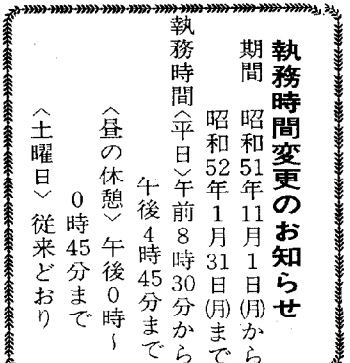 執務時間変更のお知らせ
期間 昭和51年11月1日㈪から
昭和52年1月31日㈪まで
執務時間〈平日〉午前8時30分から
午後4時45分まで
〈昼の休憩〉午後0時~
0時45分まで
〈土曜日〉従来どおり